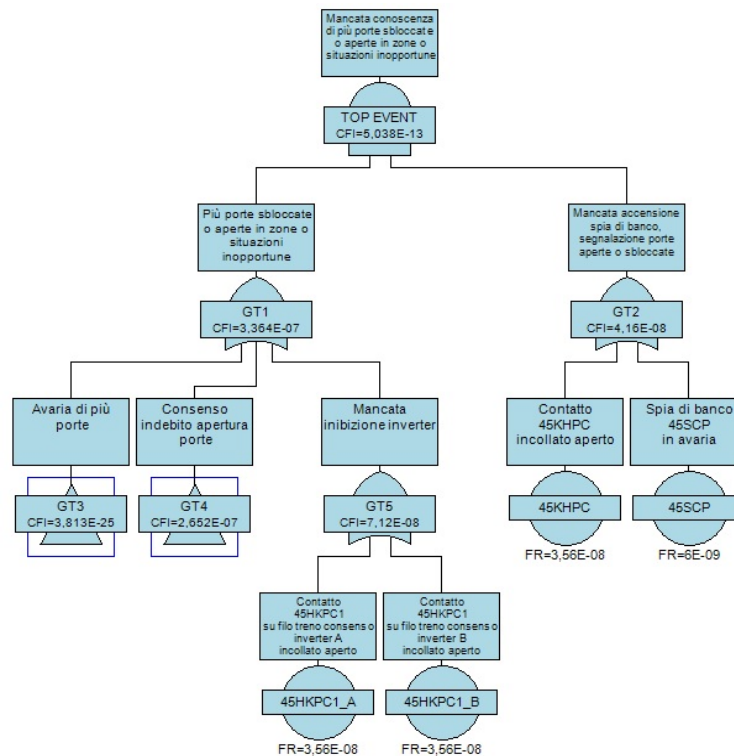 Mancata conoscenza
di più porte sbloccate
o aperte in zone o
situazioni inopportune
TOP EVENT
CFI=5,038E-13
Più porte sbloccate
o aperte in zone o
situazioni
inopportune
Mancata accensione
spia di banco,
segnalazione porte
aperte o sbloccate
GT1
CFI=3,364E-07
GT2
CFI=4,16E-08
Avaria di più
porte
Consenso
indebito apertura
porte
Mancata
inibizione inverter
Contatto
45KHPC
incollato aperto
Spia di banco
45SCP
in avaria
GT3
CFI=3,813E-25
GT4
CFI=2,652E-07
GT5
CFI=7,12E-08
45KHPC
FR=3,56E-08
45SCP
FR=6E-09
Contatto
45HKPC1
su filo treno consenso
inverter A
incollato aperto
Contatto
45HKPC1
su filo treno consenso
inverter B
incollato aperto
45HKPC1_A
FR=3,56E-08
45HKPC1_B
FR=3,56E-08